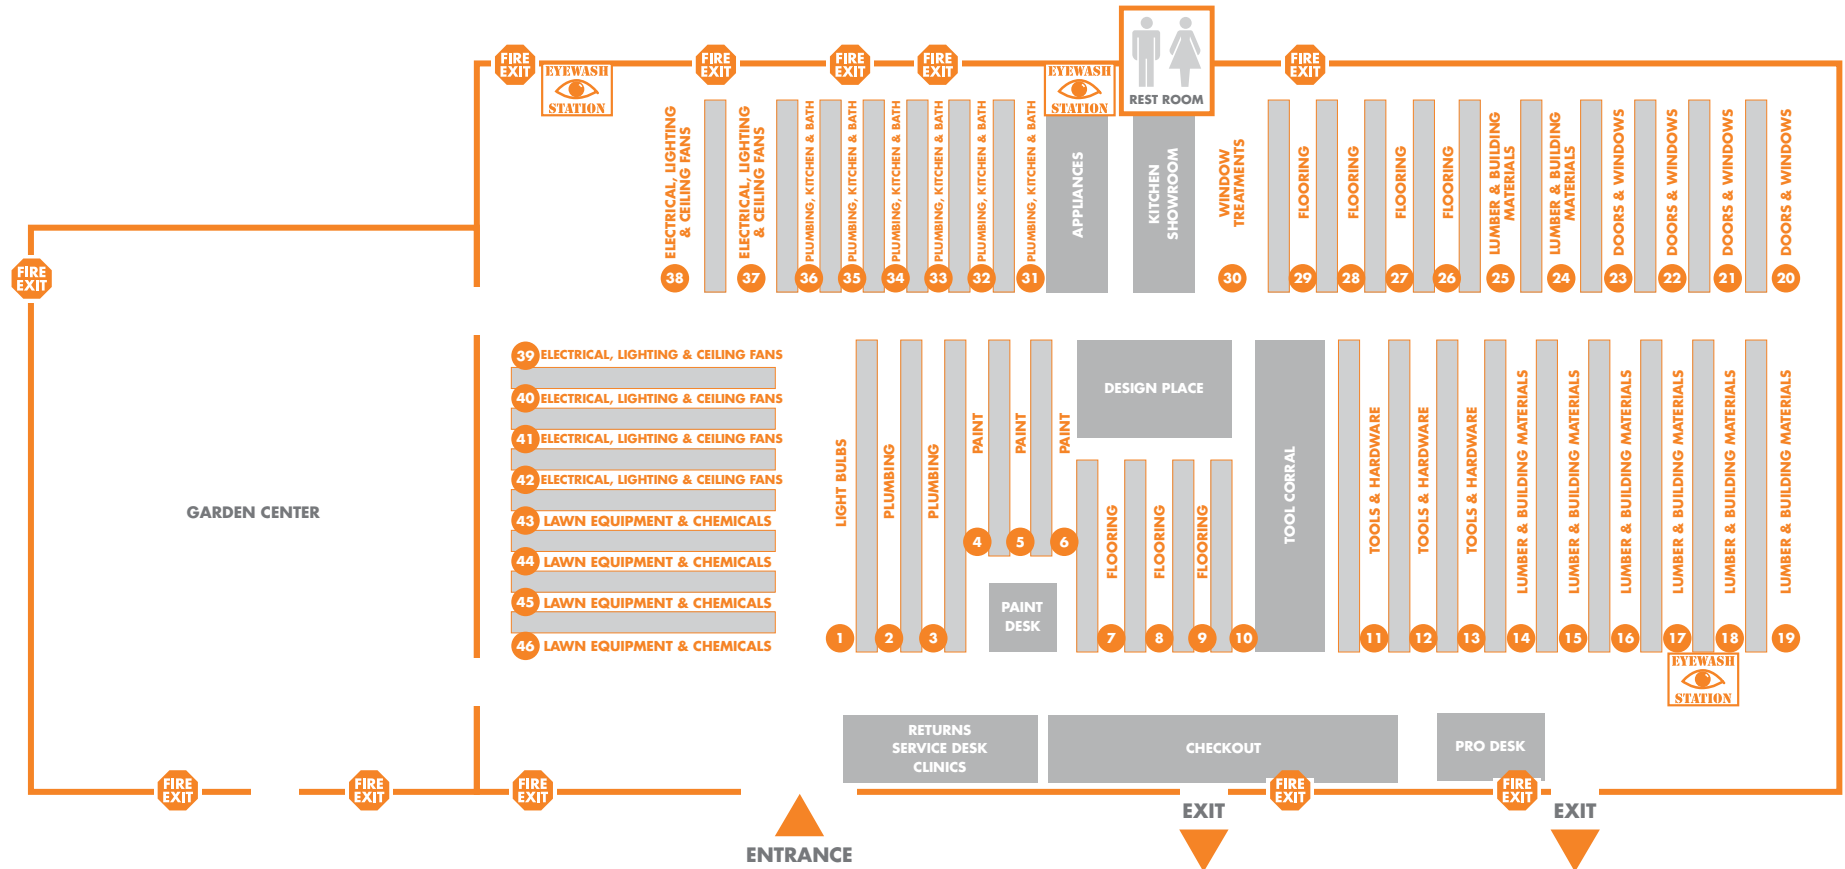 FIRE
EXIT
FIRE
EXIT
FIRE
EXIT
FIRE
EXIT
FIRE
EXIT
EYEWASH
STATION
EYEWASH
STATION
REST ROOM
ELECTRICAL, LIGHTING
& CEILING FANS
38
ELECTRICAL, LIGHTING
& CEILING FANS
37
PLUMBING, KITCHEN & BATH
36
PLUMBING, KITCHEN & BATH
35
PLUMBING, KITCHEN & BATH
34
PLUMBING, KITCHEN & BATH
33
PLUMBING, KITCHEN & BATH
32
PLUMBING, KITCHEN & BATH
31
APPLIANCES
KITCHEN
SHOWROOM
WINDOW
TREATMENTS
30
FLOORING
29
FLOORING
28
FLOORING
27
FLOORING
26
LUMBER & BUILDING
MATERIALS
25
LUMBER & BUILDING
MATERIALS
24
DOORS & WINDOWS
23
DOORS & WINDOWS
22
DOORS & WINDOWS
21
DOORS & WINDOWS
20
FIRE
EXIT
GARDEN CENTER
39 ELECTRICAL, LIGHTING & CEILING FANS
40 ELECTRICAL, LIGHTING & CEILING FANS
41 ELECTRICAL, LIGHTING & CEILING FANS
42 ELECTRICAL, LIGHTING & CEILING FANS
43 LAWN EQUIPMENT & CHEMICALS
44 LAWN EQUIPMENT & CHEMICALS
45 LAWN EQUIPMENT & CHEMICALS
46 LAWN EQUIPMENT & CHEMICALS
LIGHT BULBS
1
PLUMBING
2
PLUMBING
3
PAINT
4
PAINT
5
PAINT
6
PAINT
DESK
DESIGN PLACE
FLOORING
7
FLOORING
8
FLOORING
9
10
TOOL CORRAL
TOOLS & HARDWARE
11
TOOLS & HARDWARE
12
TOOLS & HARDWARE
13
LUMBER & BUILDING MATERIALS
14
LUMBER & BUILDING MATERIALS
15
LUMBER & BUILDING MATERIALS
16
LUMBER & BUILDING MATERIALS
17
LUMBER & BUILDING MATERIALS
18
LUMBER & BUILDING MATERIALS
19
EYEWASH
STATION
RETURNS
SERVICE DESK
CLINICS
CHECKOUT
PRO DESK
FIRE
EXIT
FIRE
EXIT
FIRE
EXIT
FIRE
EXIT
FIRE
EXIT
ENTRANCE
EXIT
EXIT